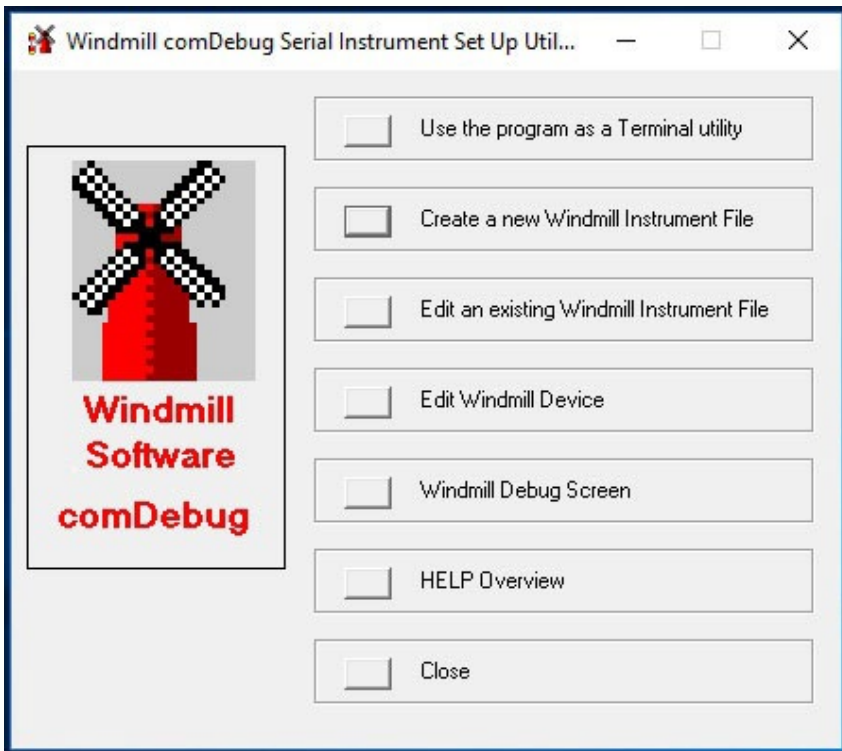 Windmill comDebug Serial Instrument Set Up Util...
Use the program as a Terminal utility
Create a new Windmill Instrument File
Edit an existing Windmill Instrument File
Edit Windmill Device
Windmill Debug Screen
HELP Overview
Close
Windmill
Software
comDebug